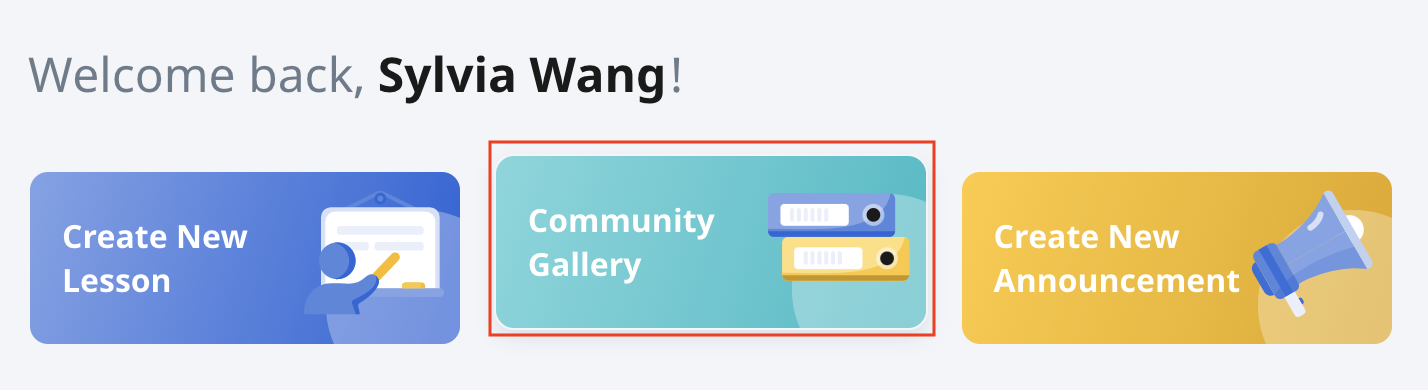 Welcome back, Sylvia Wang!
Create New
Lesson
Community
Gallery
Create New
Announcement